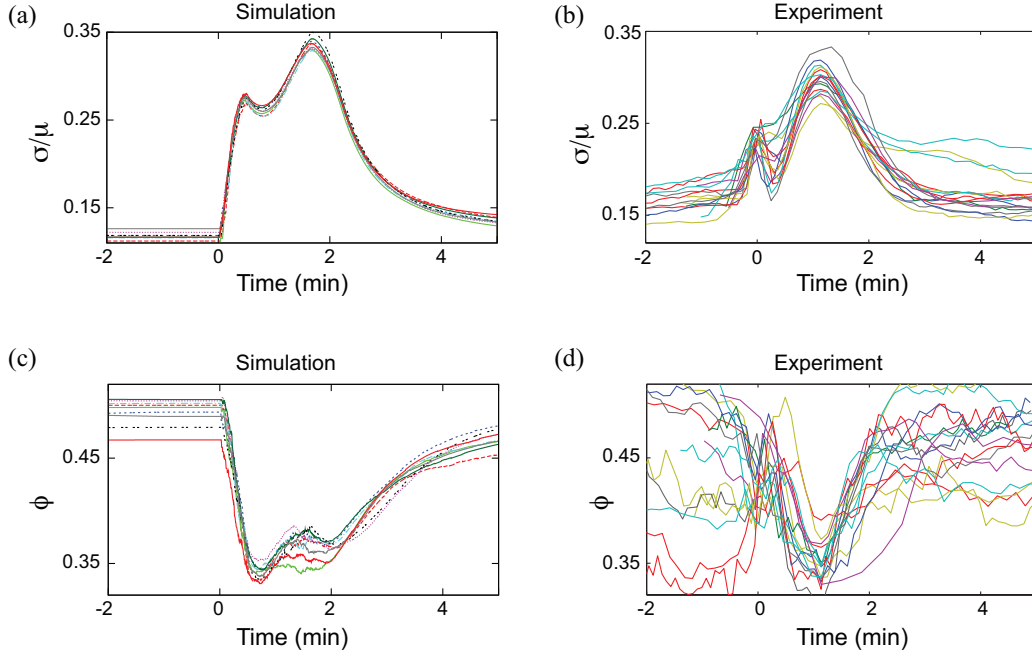 (a)
Simulation
0.35
0.25
0.15
σ/μ
-2
0
2
4
Time (min)
(b)
Experiment
0.35
0.25
0.15
σ/μ
-2
0
2
4
Time (min)
(c)
Simulation
0.45
0.35
ϕ
-2
0
2
4
Time (min)
(d)
Experiment
0.45
0.35
ϕ
-2
0
2
4
Time (min)